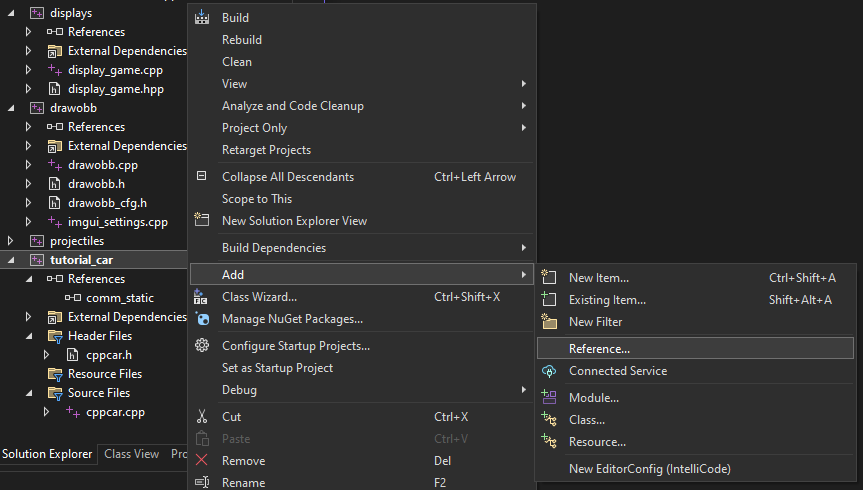 displays
References
External Dependencies
display_game.cpp
display_game.hpp
drawobb
References
External Dependencies
drawobb.cpp
drawobb.h
drawobb_cfg.h
imgui_settings.cpp
projectiles
tutorial_car
References
comm_static
External Dependencies
Header Files
cppcar.h
Resource Files
Source Files
cppcar.cpp
Solution Explorer Class View Pro
Build
Rebuild
Clean
View
Analyze and Code Cleanup
Project Only
Retarget Projects
Collapse All Descendants Ctrl+Left Arrow
Scope to This
New Solution Explorer View
Build Dependencies
Add
Class Wizard... Ctrl+Shift+X
Manage NuGet Packages...
Configure Startup Projects...
Set as Startup Project
Debug
Cut Ctrl+X
Paste Ctrl+V
Remove Del
Rename F2
New Item... Ctrl+Shift+A
Existing Item... Shift+Alt+A
New Filter
Reference...
Connected Service
Module...
Class...
Resource...
New EditorConfig (IntelliCode)